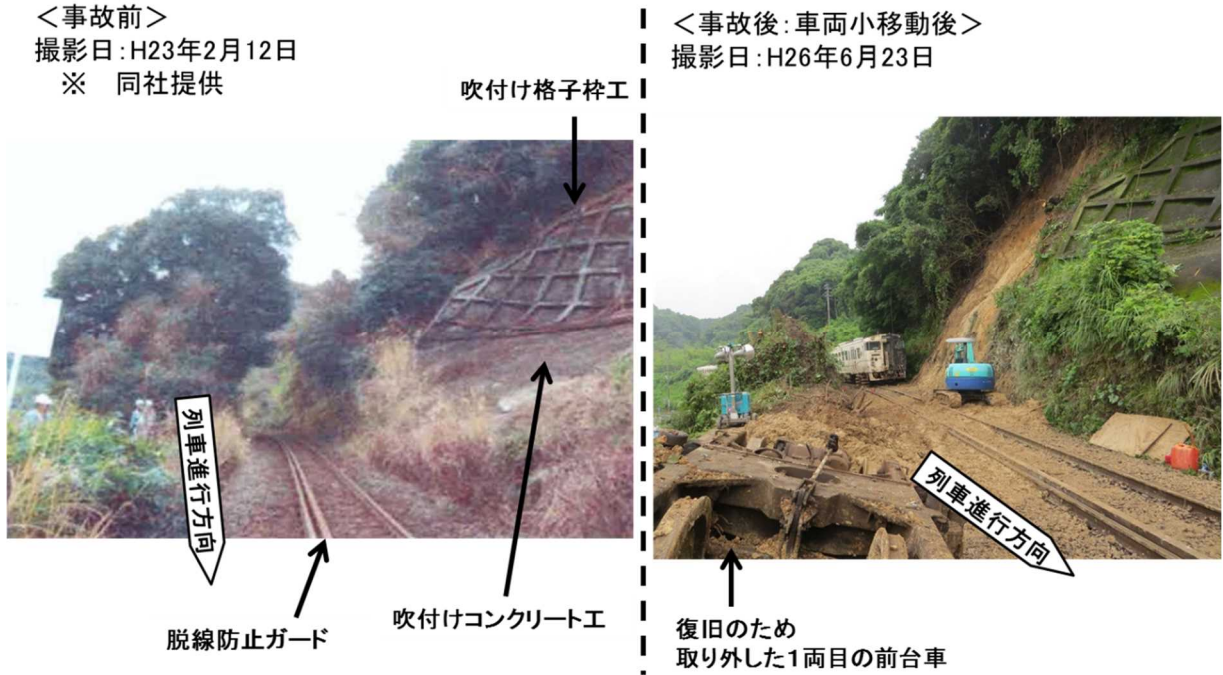 ＜事故前＞
撮影日：H23年2月12日
※　同社提供
吹付け格子枠工
列車進行方向
脱線防止ガード
吹付けコンクリート工
＜事故後：車両小移動後＞
撮影日：H26年6月23日
列車進行方向
復旧のため
取り外した１両目の前台車